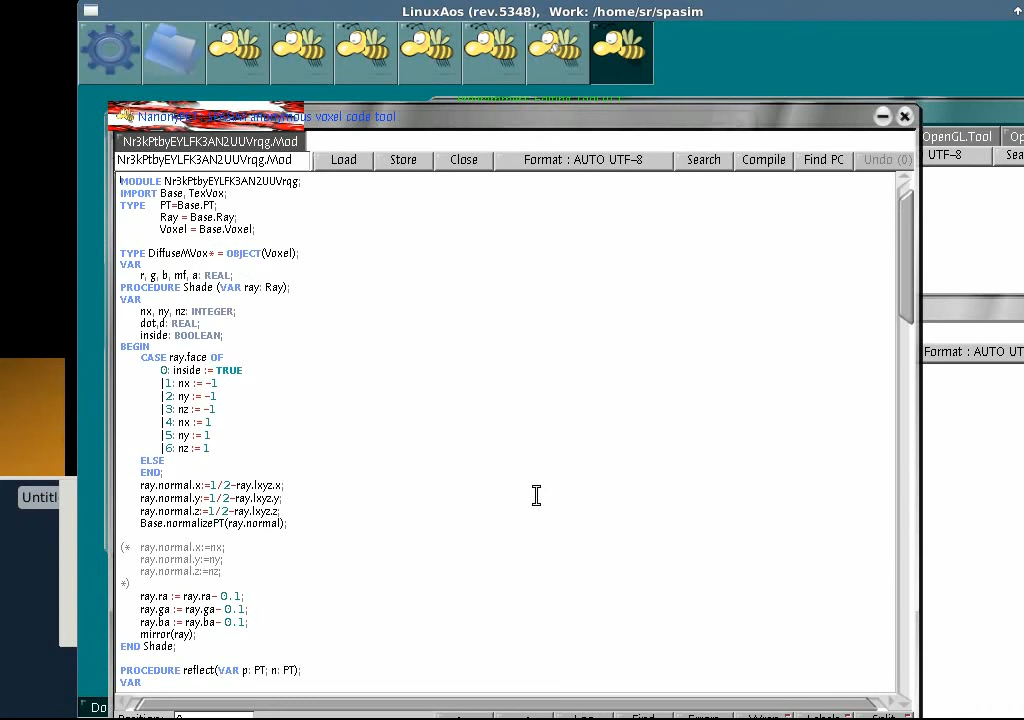 LinuxAos (rev.5348), Work: /home/sr/spasim
anonymous voxel code tool
Nr3kPtbyEYLFK3AN2UUVrqg.Mod
OpenGL.Tool
Nr3kPtbyEYLFK3AN2UUVrqg.Mod Load Store Close Format : AUTO UTF-8 Search Compile Find PC Undo (0)
UTF-8 Sea
MODULE Nr3kPtbyEYLFK3AN2UUVrqg;
IMPORT Base, TexVox;
TYPE PT=Base.PT;
Ray = Base.Ray;
Voxel = Base.Voxel;
TYPE DiffuseMVox* = OBJECT(Voxel);
VAR
r, g, b, mf, a: REAL;
PROCEDURE Shade (VAR ray: Ray);
VAR
nx, ny, nz: INTEGER;
dot,d: REAL;
inside: BOOLEAN;
BEGIN
CASE ray.face OF
0: inside := TRUE
|1: nx := -1
|2: ny := -1
|3: nz := -1
|4: nx := 1
|5: ny := 1
|6: nz := 1
ELSE
END;
ray.normal.x:=1/2-ray.lxyz.x;
ray.normal.y:=1/2-ray.lxyz.y;
ray.normal.z:=1/2-ray.lxyz.z;
Base.normalizePT(ray.normal);
(* ray.normal.x:=nx;
ray.normal.y:=ny;
ray.normal.z:=nz;
*)
ray.ra := ray.ra- 0.1;
ray.ga := ray.ga- 0.1;
ray.ba := ray.ba- 0.1;
mirror(ray);
END Shade;
PROCEDURE reflect(VAR p: PT; n: PT);
VAR
Format : AUTO UT
Untitl
Do